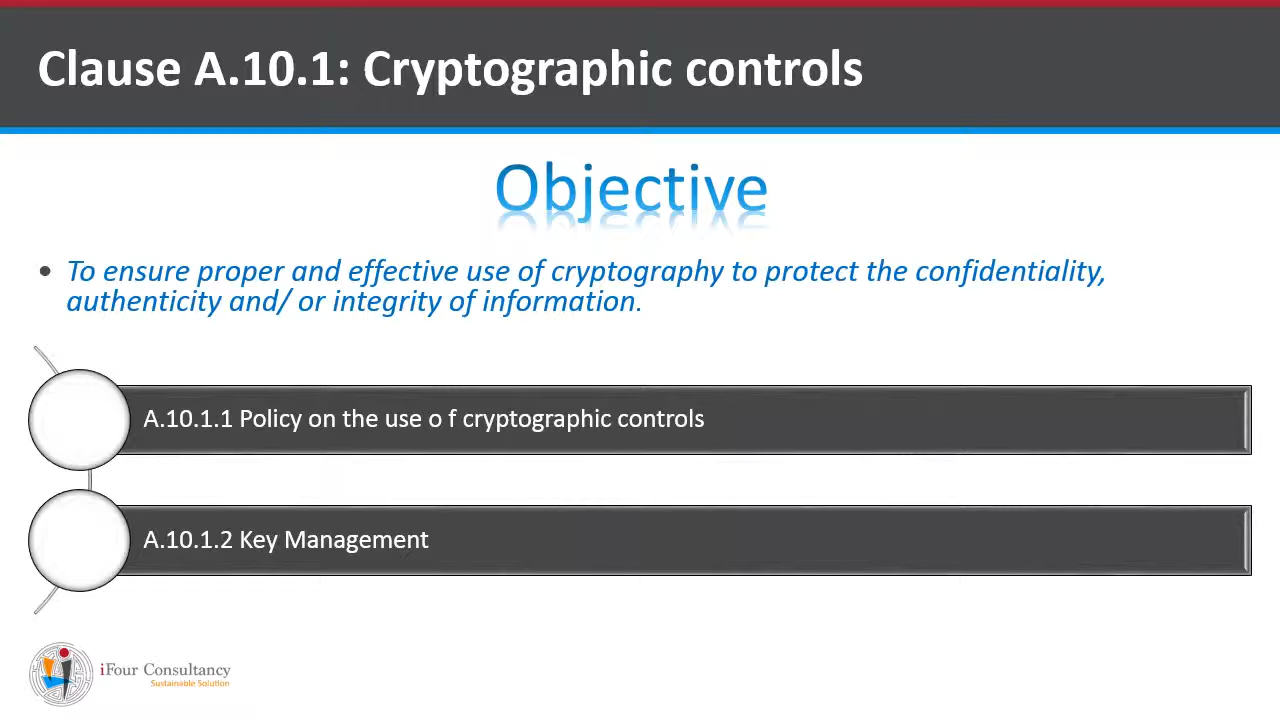 Clause A.10.1: Cryptographic controls
Objective
• To ensure proper and effective use of cryptography to protect the confidentiality,
authenticity and/ or integrity of information.
A.10.1.1 Policy on the use o f cryptographic controls
A.10.1.2 Key Management
iFour Consultancy
Sustainable Solution